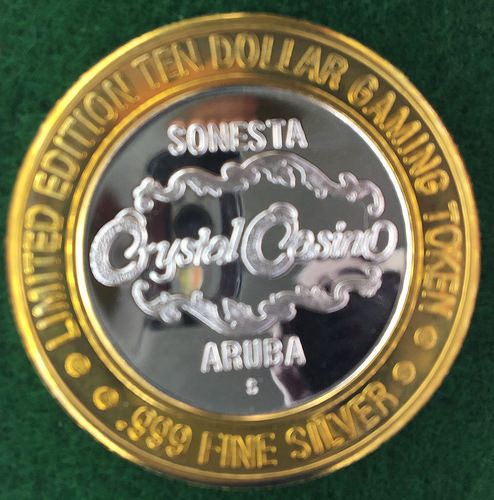 LIMITED EDITION TEN DOLLAR GAMING TOKEN
SONESTA
Crystal Casino
ARUBA
S
.999 FINE SILVER